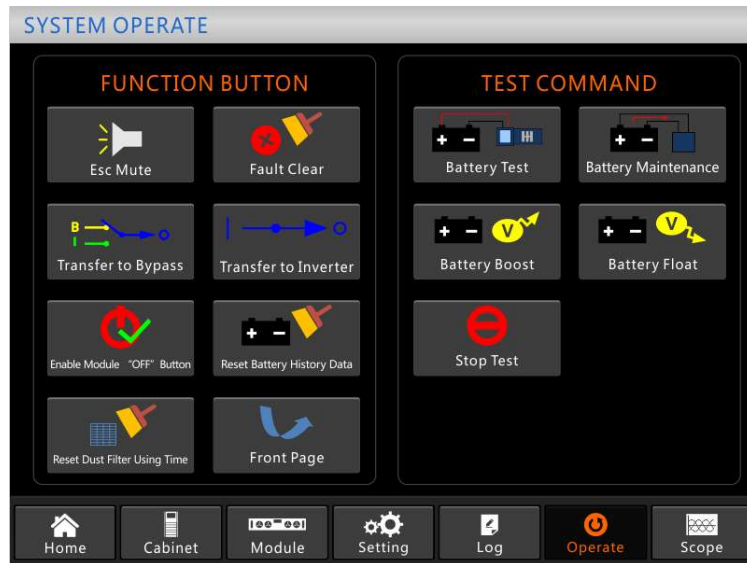 SYSTEM OPERATE
FUNCTION BUTTON
Esc Mute
Fault Clear
B
I
Transfer to Bypass
Transfer to Inverter
Enable Module "OFF" Button
Reset Battery History Data
Reset Dust Filter Using Time
Front Page
TEST COMMAND
Battery Test
Battery Maintenance
V
Battery Boost
V
Battery Float
Stop Test
Home
Cabinet
Module
Setting
Log
Operate
Scope